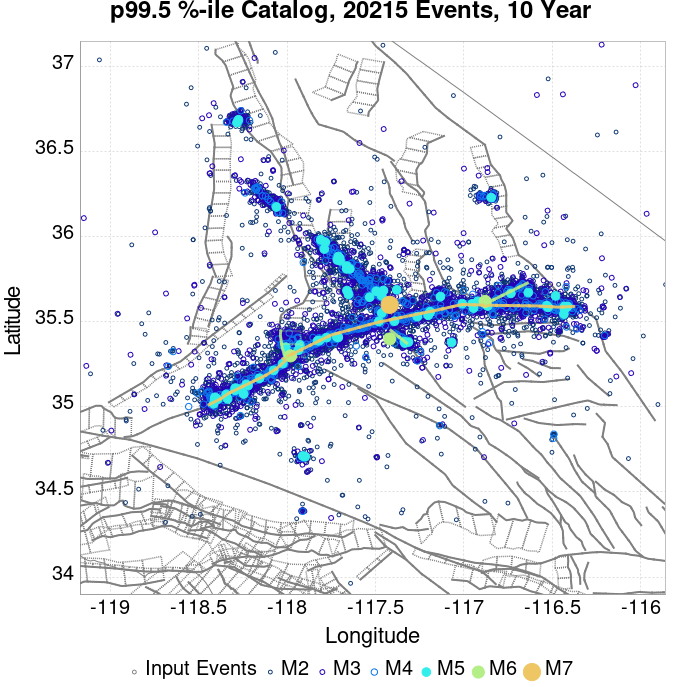 p99.5 %-ile Catalog, 20215 Events, 10 Year
37
36.5
36
35.5
35
34.5
34
Latitude
-119 -118.5 -118 -117.5 -117 -116.5 -116
Longitude
Input Events M2 M3 M4 M5 M6 M7